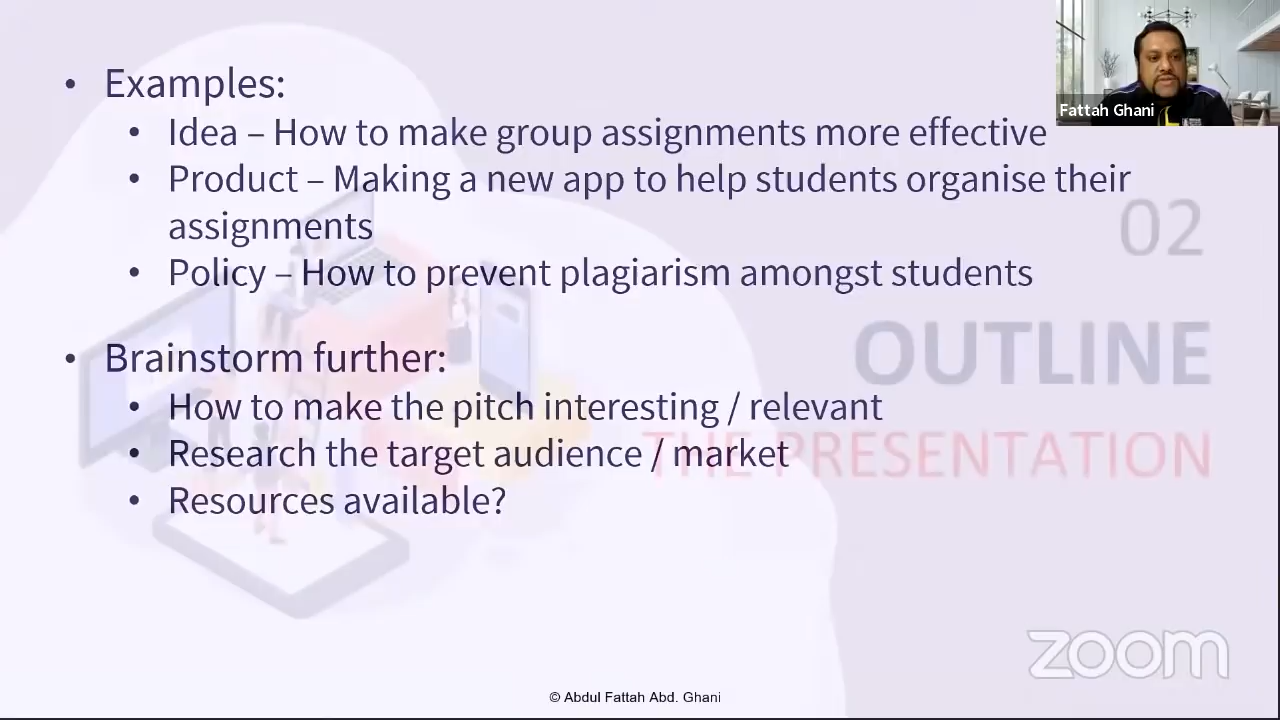 • Examples:
• Idea – How to make group assignments more effective
• Product – Making a new app to help students organise their
assignments
• Policy – How to prevent plagiarism amongst students
• Brainstorm further:
• How to make the pitch interesting / relevant
• Research the target audience / market
• Resources available?
Fattah Ghani
02
OUTLINE
THE PRESENTATION
zoom
© Abdul Fattah Abd. Ghani